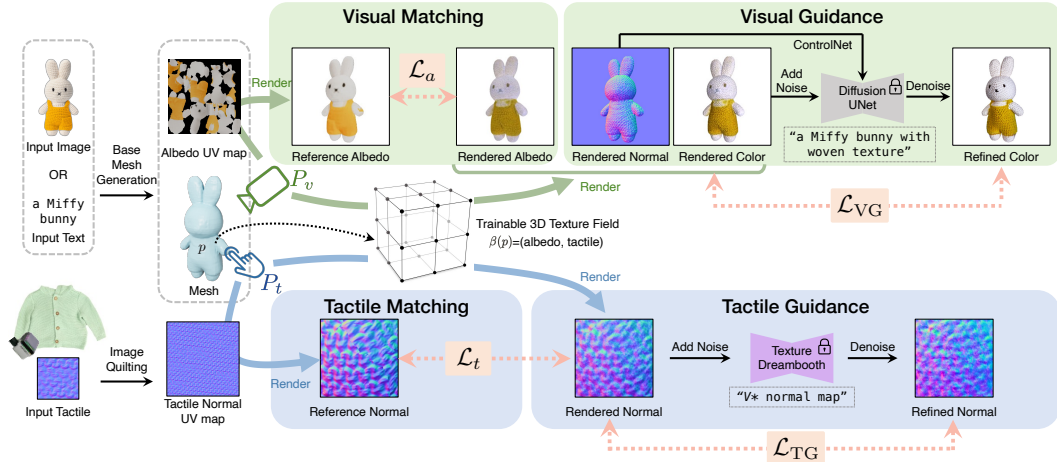 Visual Matching
Visual Guidance
Input Image
OR
a Miffy
bunny
Input Text
Base
Mesh
Generation
Albedo UV map
p
Mesh
Render
Reference Albedo
ℒa
Rendered Albedo
ControlNet
Add
Noise
Diffusion
UNet
Denoise
"a Miffy bunny with
woven texture"
Rendered Normal
Rendered Color
Refined Color
ℒVG
Pv
Render
Trainable 3D Texture Field
β(p)=(albedo, tactile)
Pt
Render
Input Tactile
Image
Quilting
Tactile Normal
UV map
Render
Tactile Matching
Reference Normal
ℒt
Tactile Guidance
Rendered Normal
Add Noise
Texture
Dreambooth
Denoise
"V* normal map"
Refined Normal
ℒTG